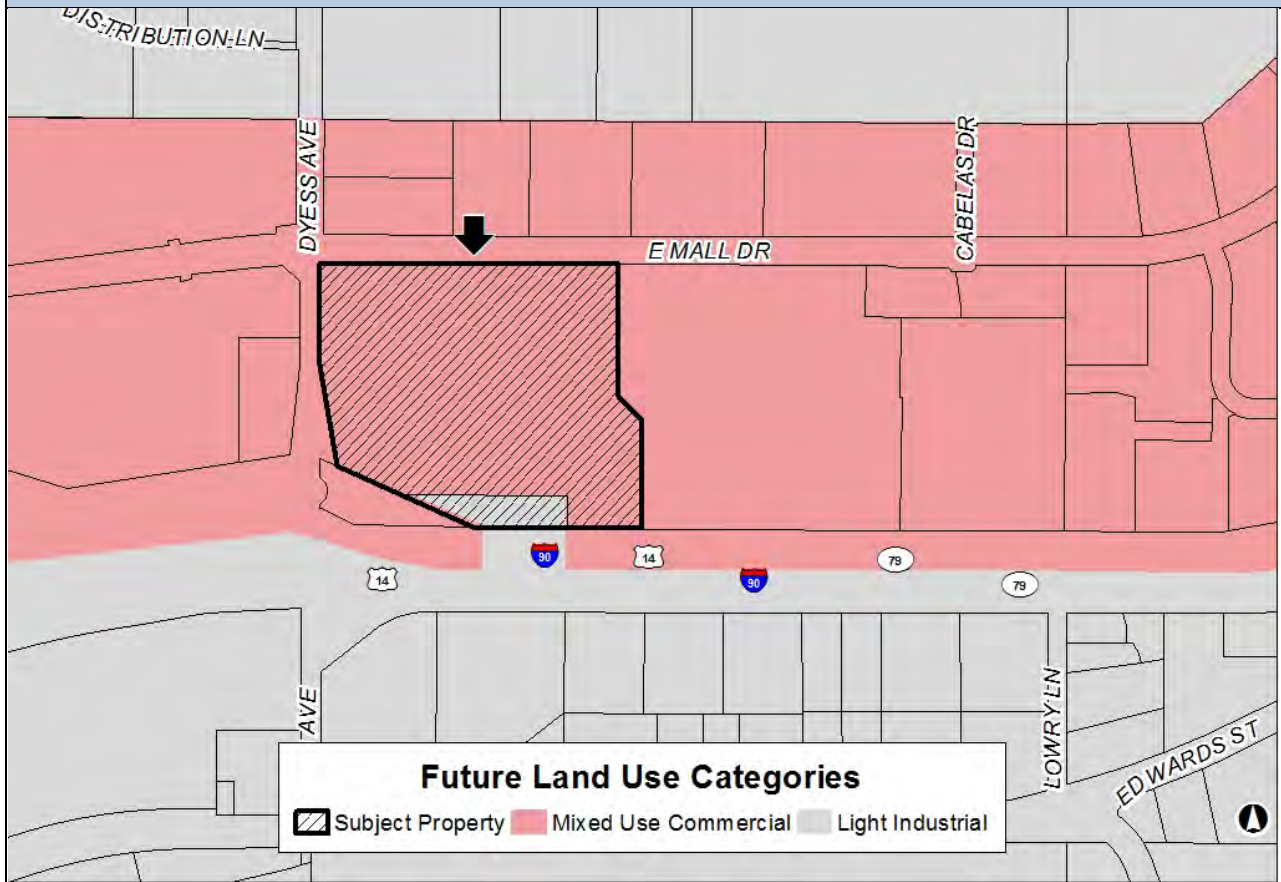 DISTRIBUTION LN
DYESS AVE
CABELAS DR
E MALL DR
90
14
79
14
90
79
AVE
LOWRY LN
EDWARDS ST
Future Land Use Categories
Subject Property Mixed Use Commercial Light Industrial